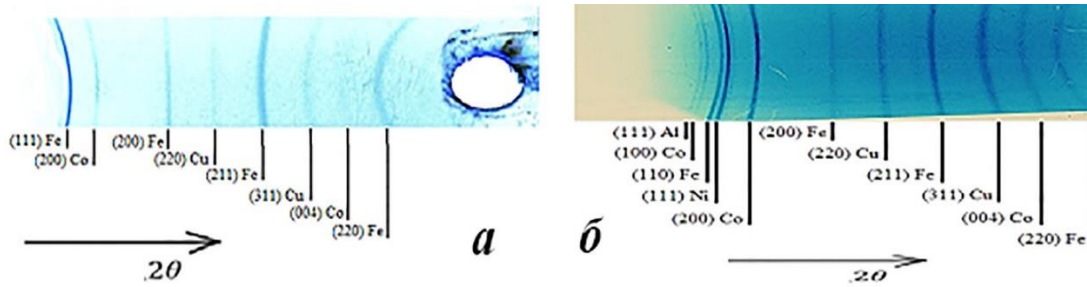 (111) Fe
(200) Co
(200) Fe
(220) Cu
(211) Fe
(311) Cu
(004) Co
(220) Fe
2θ
а
(111) Al
(100) Co
(110) Fe
(111) Ni
(200) Co
(200) Fe
(220) Cu
(211) Fe
(311) Cu
(004) Co
(220) Fe
2θ
б